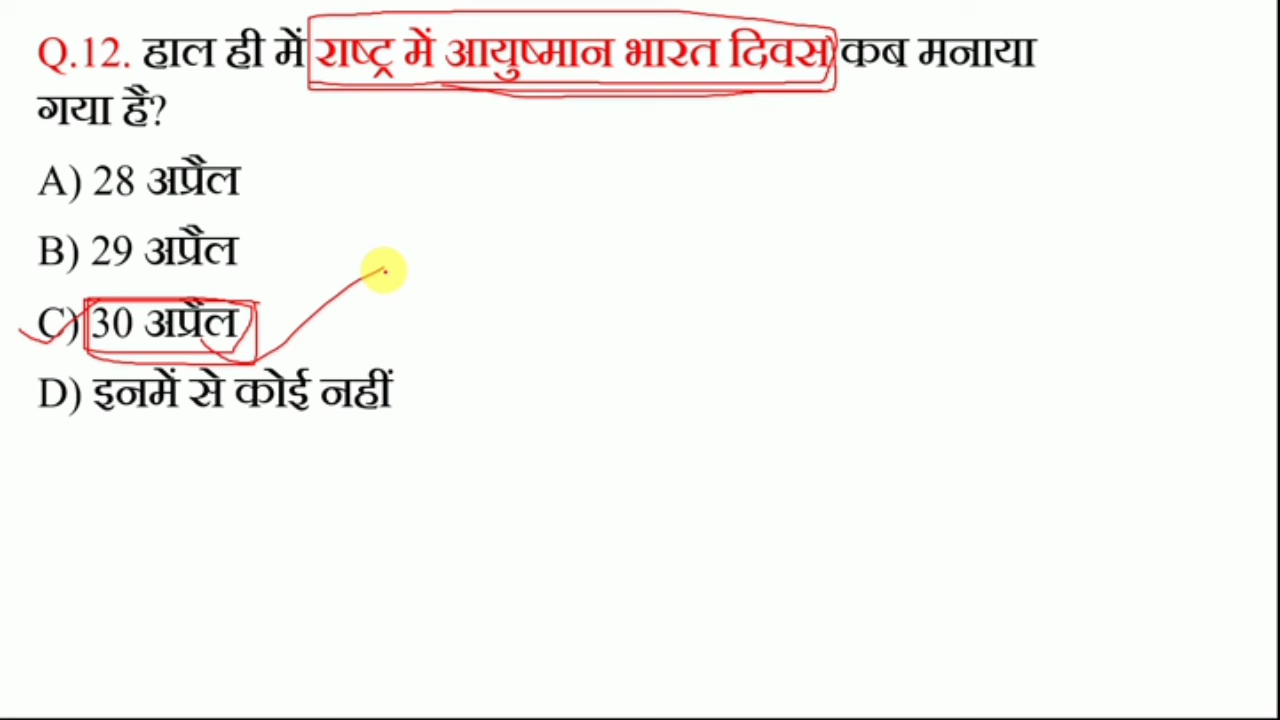 Q.12. हाल ही में राष्ट्र में आयुष्मान भारत दिवस कब मनाया
गया है?
A) 28 अप्रैल
B) 29 अप्रैल
C) 30 अप्रैल
D) इनमें से कोई नहीं